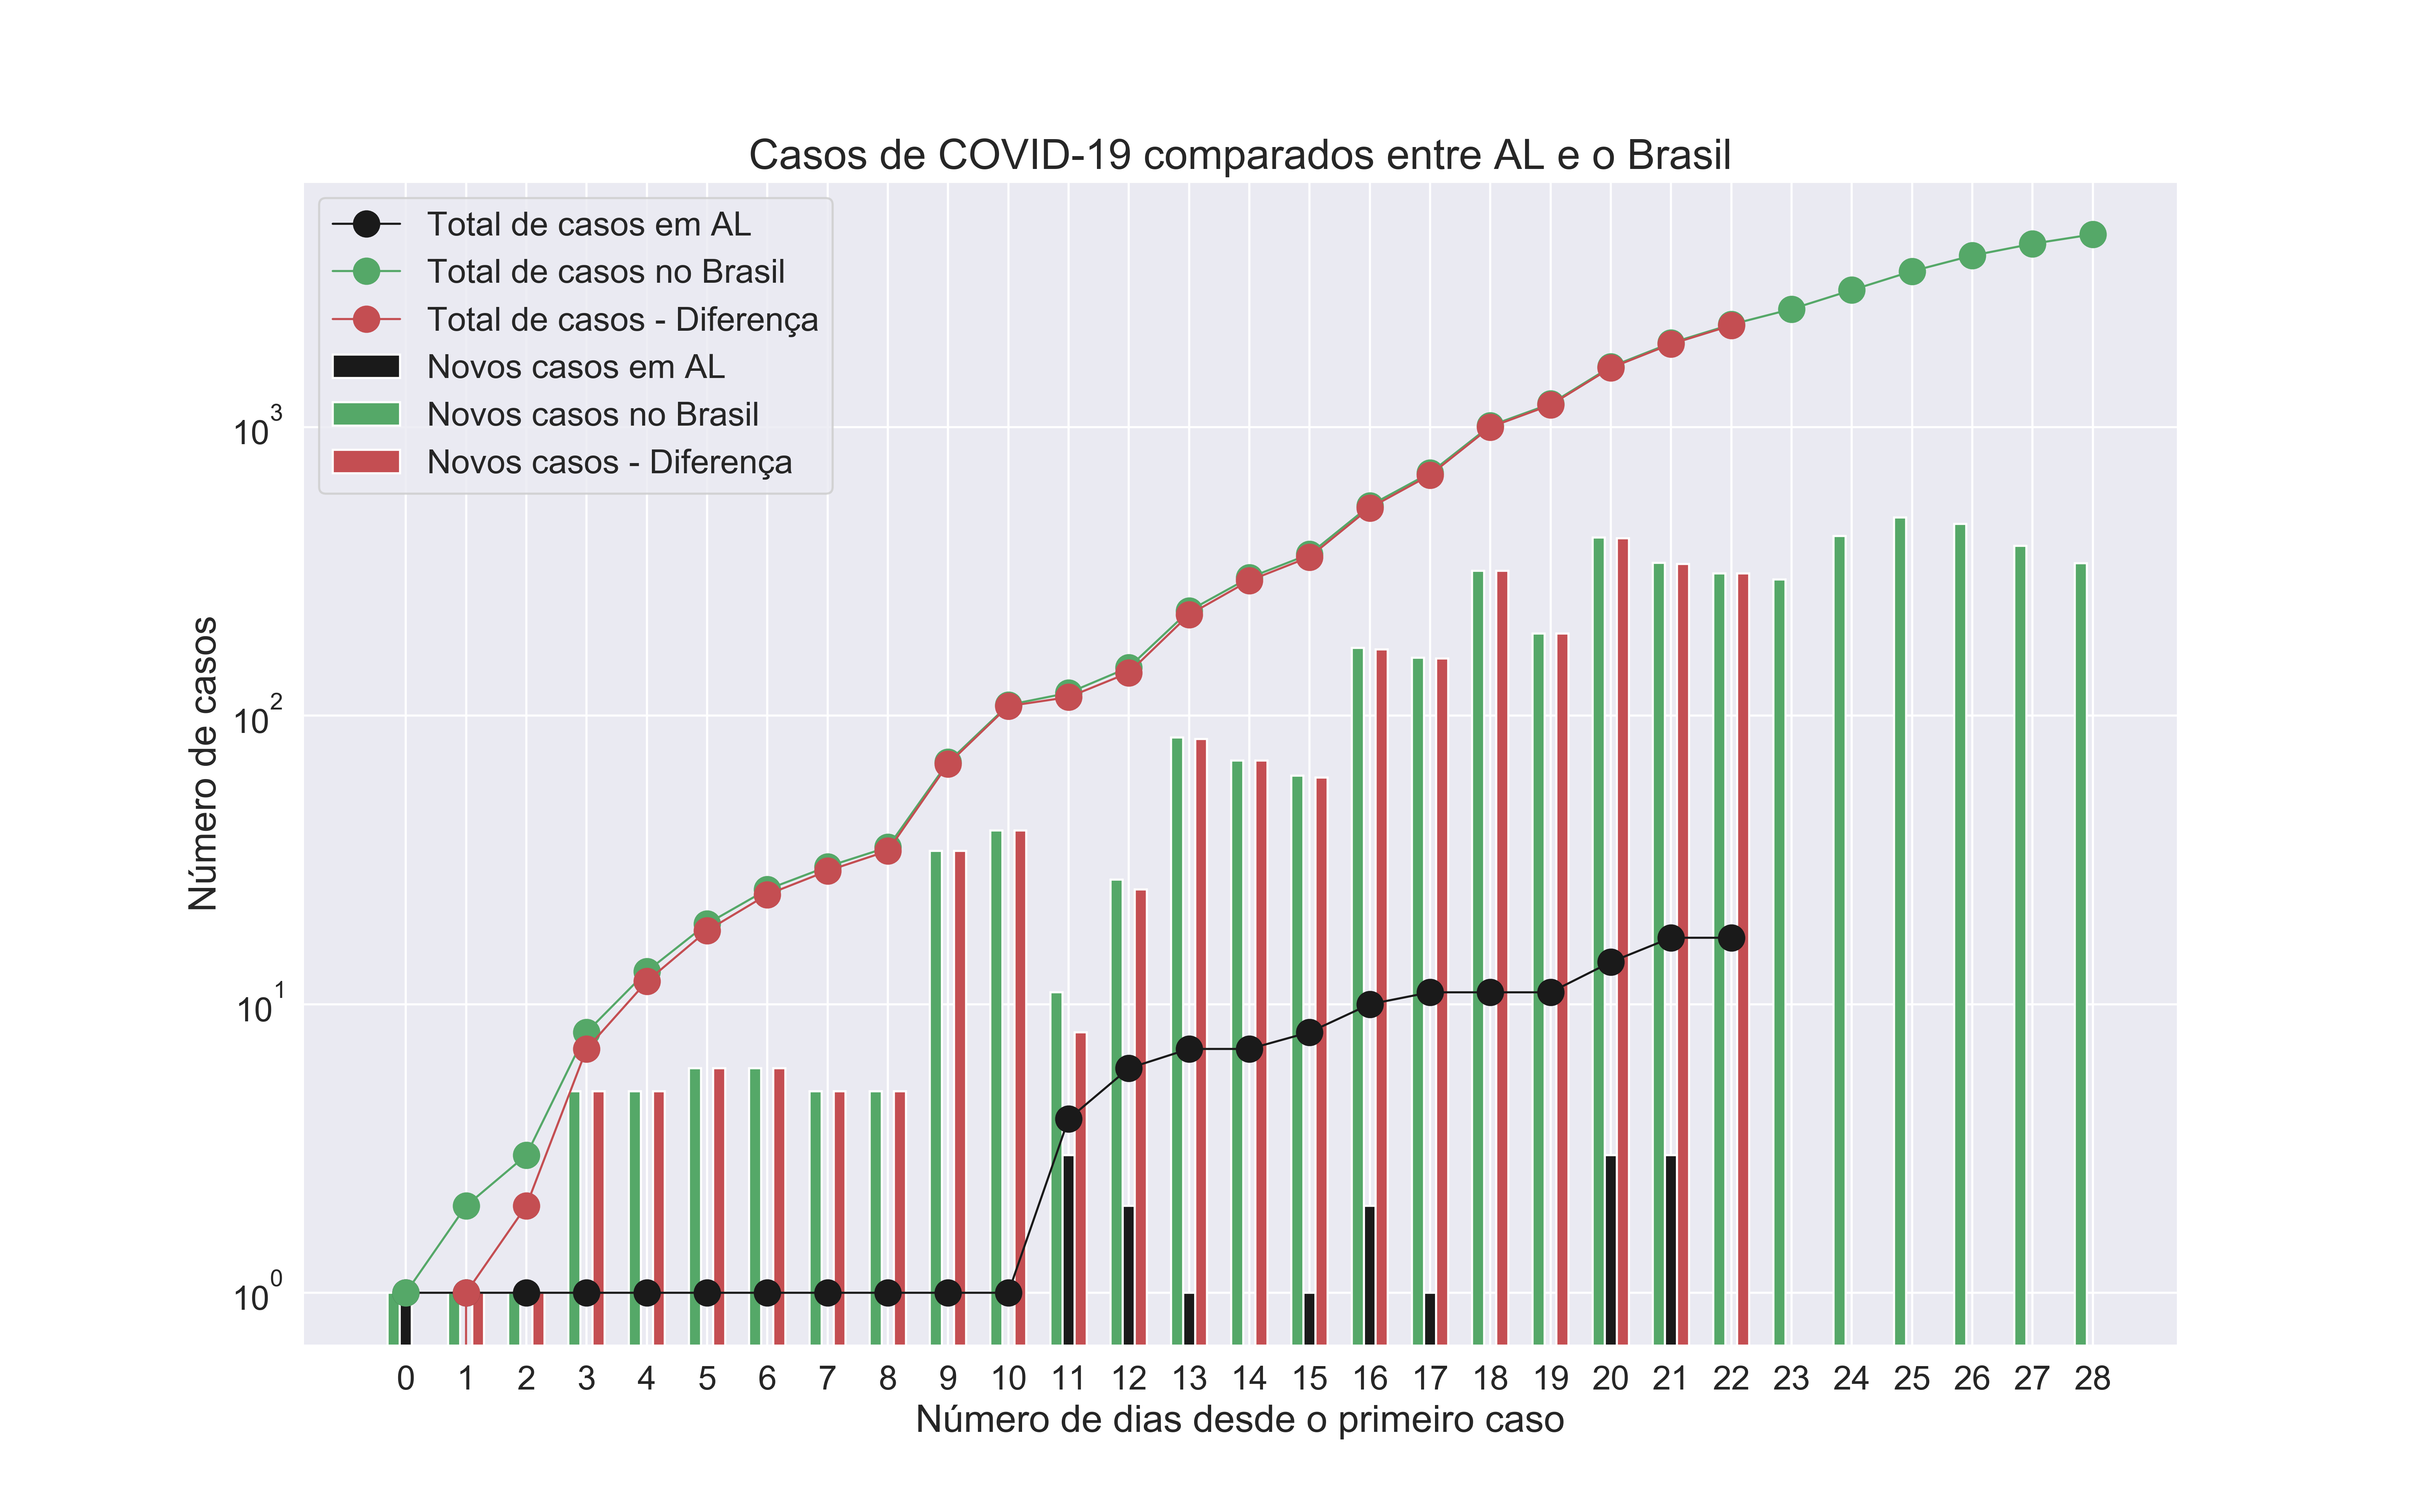 Casos de COVID-19 comparados entre AL e o Brasil
Total de casos em AL
Total de casos no Brasil
Total de casos - Diferença
Novos casos em AL
Novos casos no Brasil
Novos casos - Diferença
Número de casos
10³
10²
10¹
10⁰
0 1 2 3 4 5 6 7 8 9 10 11 12 13 14 15 16 17 18 19 20 21 22 23 24 25 26 27 28
Número de dias desde o primeiro caso